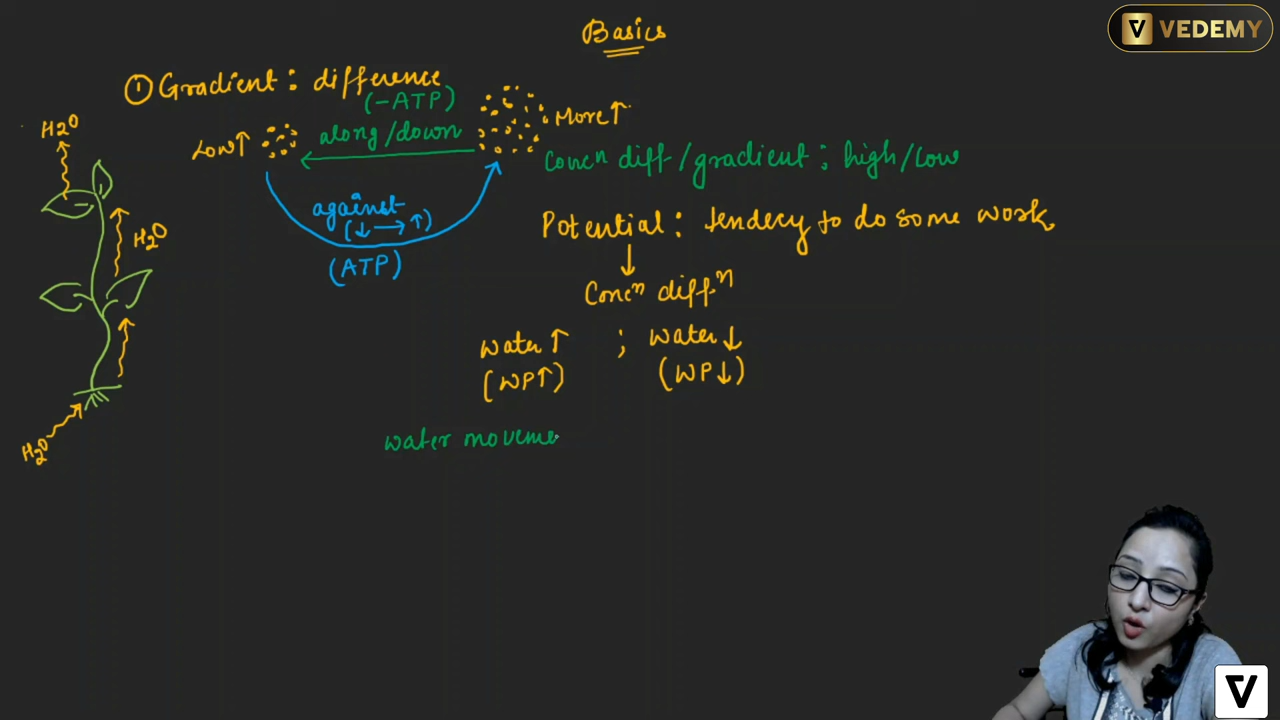 VEDEMY
Basics
① Gradient : difference
(-ATP)
More↑
H2O
Low↑
along/down
Concⁿ diff/gradient : high/low
against
(↓ → ↑)
(ATP)
Potential : tendecy to do some work
H2O
↓
Concⁿ diffⁿ
Water↑ ; Water↓
(WP↑) (WP↓)
H2O
water moveme